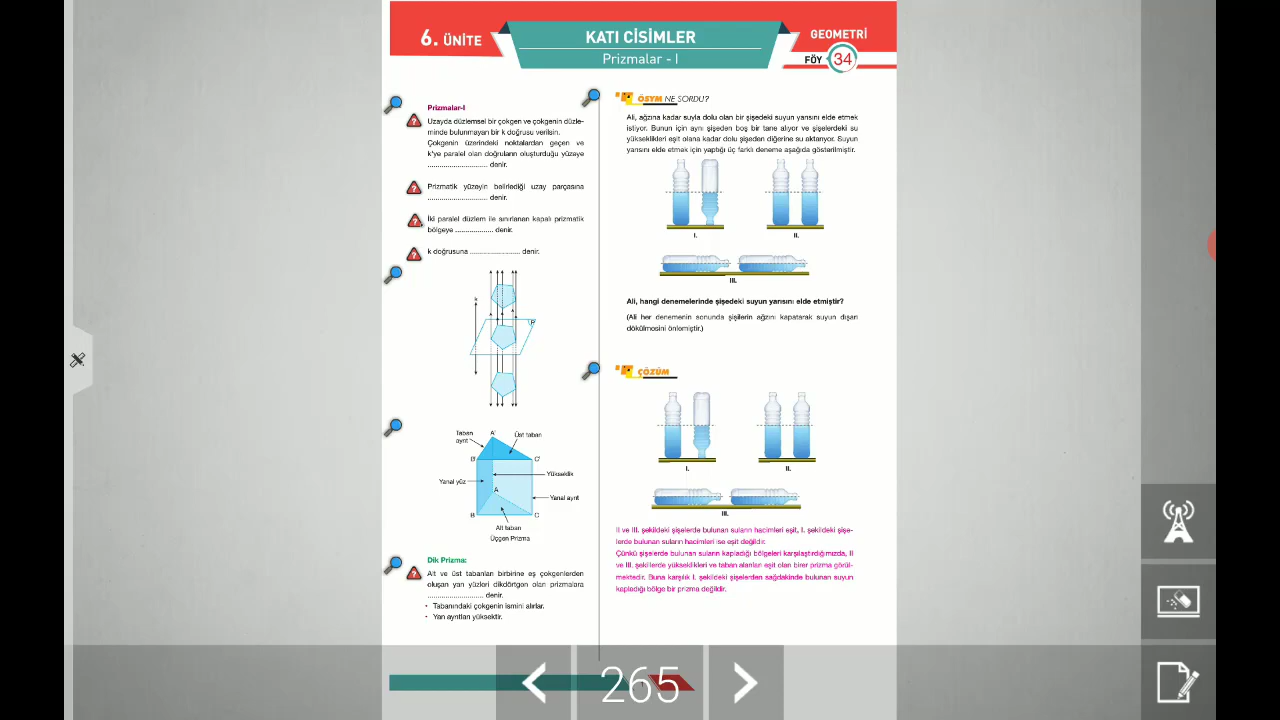 6. ÜNİTE
KATI CİSİMLER
Prizmalar - I
GEOMETRİ
FÖY 34
Prizmalar-I
Uzayda düzlemsel bir çokgen ve çokgenin düzle-
minde bulunmayan bir k doğrusu verilsin.
Çokgenin üzerindeki noktalardan geçen ve
k'ye paralel olan doğruların oluşturduğu yüzeye
.............................. denir.
Prizmatik yüzeyin belirlediği uzay parçasına
.............................. denir.
İki paralel düzlem ile sınırlanan kapalı prizmatik
bölgeye ................... denir.
k doğrusuna ......................... denir.
k
P
Taban
ayrıt
A'
Üst taban
B'
C'
Yükseklik
Yanal yüz
A
Yanal ayrıt
B
C
Alt taban
Üçgen Prizma
Dik Prizma:
Alt ve üst tabanları birbirine eş çokgenlerden
oluşan yan yüzleri dikdörtgen olan prizmalara
............................ denir.
• Tabanındaki çokgenin ismini alırlar.
• Yan ayrıtları yüksektir.
ÖSYM NE SORDU?
Ali, ağzına kadar suyla dolu olan bir şişedeki suyun yarısını elde etmek
istiyor. Bunun için aynı şişeden boş bir tane alıyor ve şişelerdeki su
yükseklikleri eşit olana kadar dolu şişeden diğerine su aktarıyor. Suyun
yarısını elde etmek için yaptığı üç farklı deneme aşağıda gösterilmiştir.
I.
II.
III.
Ali, hangi denemelerinde şişedeki suyun yarısını elde etmiştir?
(Ali her denemenin sonunda şişilerin ağzını kapatarak suyun dışarı
dökülmosini önlemiştir.)
ÇÖZÜM
I.
II.
III.
II ve III. şekildeki şişelerde bulunan suların hacimleri eşit, I. şekildeki şişe-
lerde bulunan suların hacimleri ise eşit değildir.
Çünkü şişelerde bulunan suların kapladığı bölgeleri karşılaştırdığımızda, II
ve III. şekillerde yükseklikleri ve taban alanları eşit olan birer prizma görül-
mektedir. Buna karşılık I. şekildeki şişelerden sağdakinde bulunan suyun
kapladığı bölge bir prizma değildir.
265